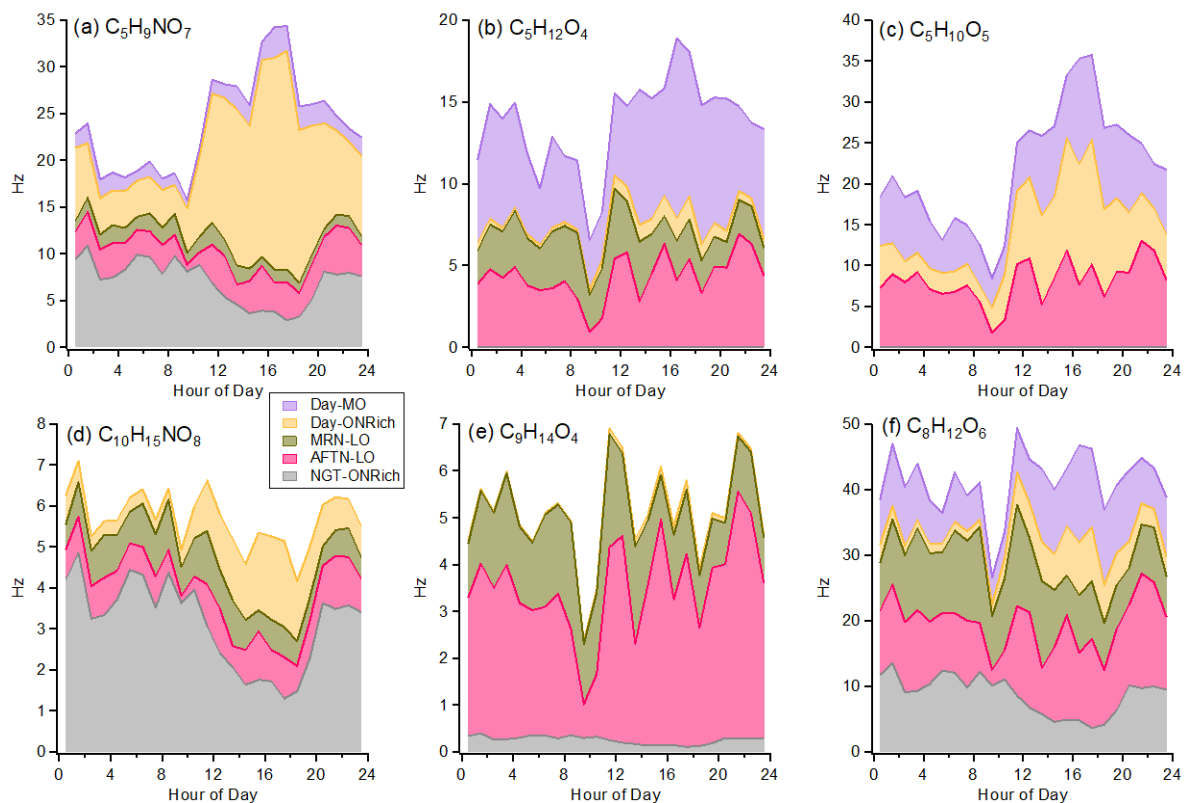 (a) C5H9NO7
35
30
25
20
15
10
5
0
Hz
0 4 8 12 16 20 24
Hour of Day
(b) C5H12O4
20
15
10
5
0
Hz
0 4 8 12 16 20 24
Hour of Day
(c) C5H10O5
40
35
30
25
20
15
10
5
0
Hz
0 4 8 12 16 20 24
Hour of Day
Day-MO
Day-ONRich
MRN-LO
AFTN-LO
NGT-ONRich
(d) C10H15NO8
8
7
6
5
4
3
2
1
0
Hz
0 4 8 12 16 20 24
Hour of Day
(e) C9H14O4
7
6
5
4
3
2
1
0
Hz
0 4 8 12 16 20 24
Hour of Day
(f) C8H12O6
50
40
30
20
10
0
Hz
0 4 8 12 16 20 24
Hour of Day